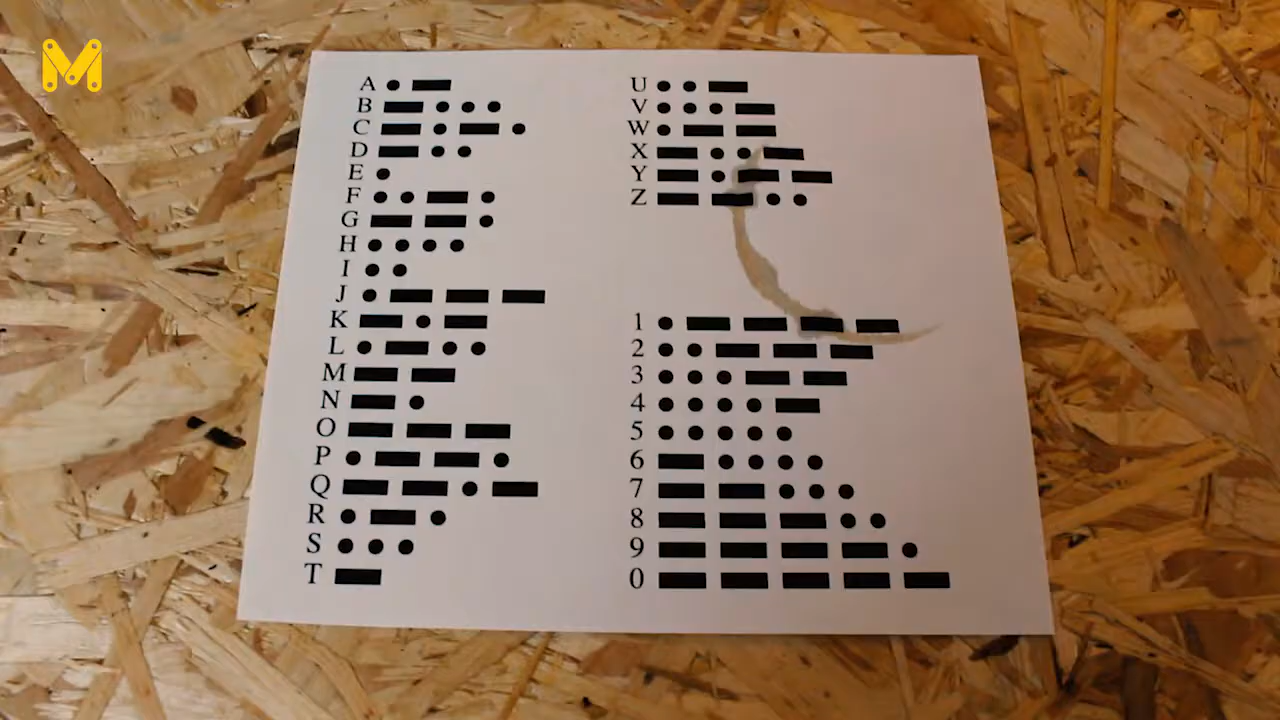 M
A • —
B — • • •
C — • — •
D — • •
E •
F • • — •
G — — •
H • • • •
I • •
J • — — —
K — • —
L • — • •
M — —
N — •
O — — —
P • — — •
Q — — • —
R • — •
S • • •
T —
U • • —
V • • • —
W • — —
X — • • —
Y — • — —
Z — — • •
1 • — — — —
2 • • — — —
3 • • • — —
4 • • • • —
5 • • • • •
6 — • • • •
7 — — • • •
8 — — — • •
9 — — — — •
0 — — — — —